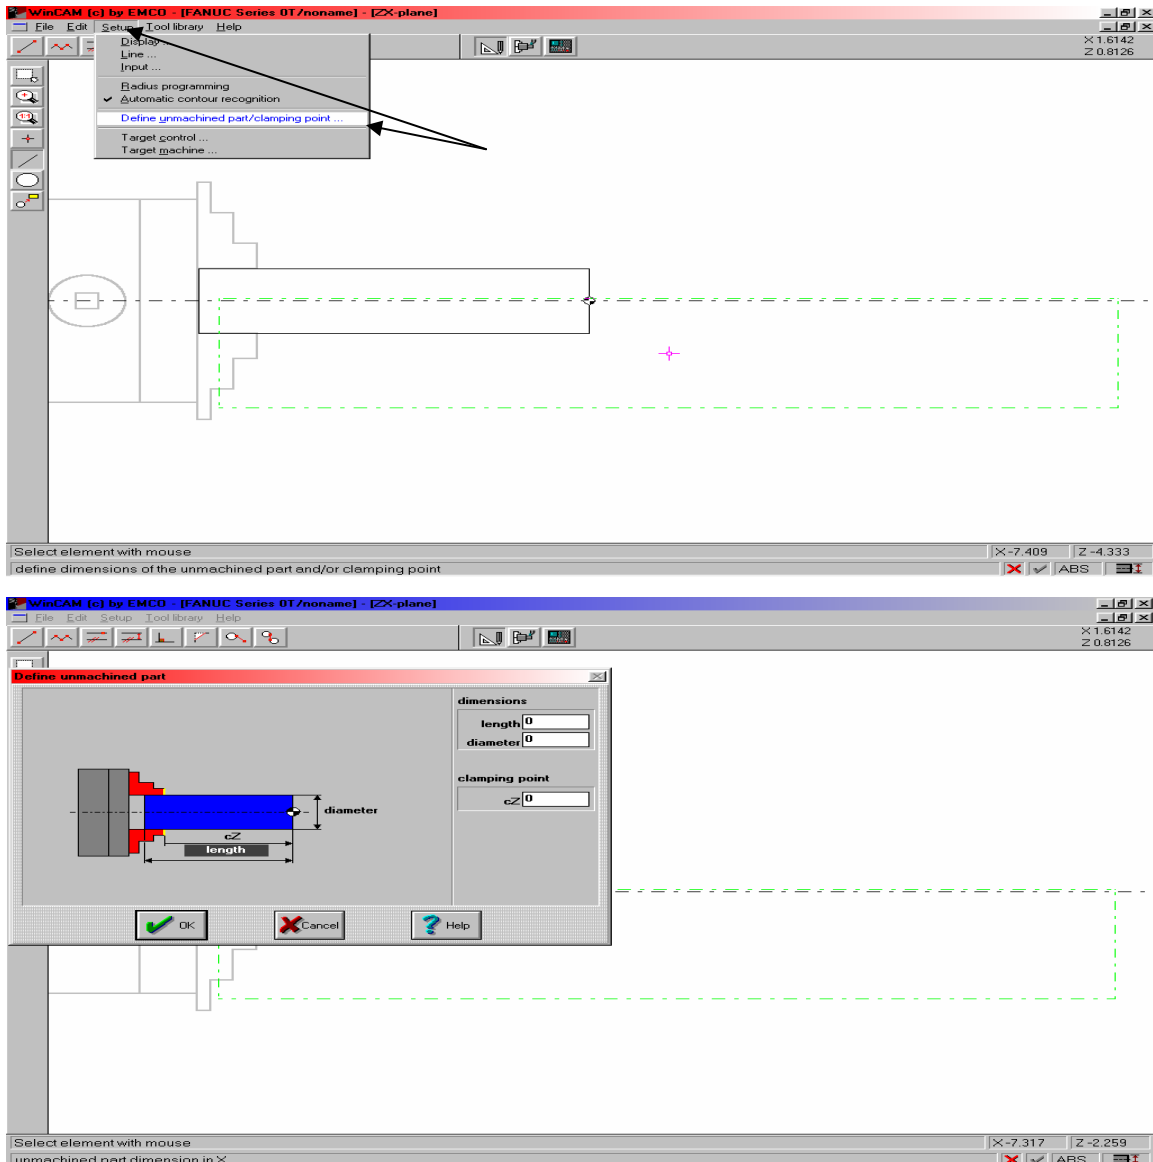 WinCAM (c) by EMCO - [FANUC Series 0T/noname] - [ZX-plane]
File Edit Setup Tool library Help
X 1.6142
Z 0.8126
Display ...
Line ...
Input ...
Radius programming
Automatic contour recognition
Define unmachined part/clamping point ...
Target control ...
Target machine ...
Select element with mouse
X -7.409 Z -4.333
define dimensions of the unmachined part and/or clamping point
ABS
WinCAM (c) by EMCO - [FANUC Series 0T/noname] - [ZX-plane]
File Edit Setup Tool library Help
X 1.6142
Z 0.8126
Define unmachined part
dimensions
length 0
diameter 0
clamping point
cZ 0
diameter
cZ
length
OK Cancel Help
Select element with mouse
X -7.317 Z -2.259
unmachined part dimension in X
ABS